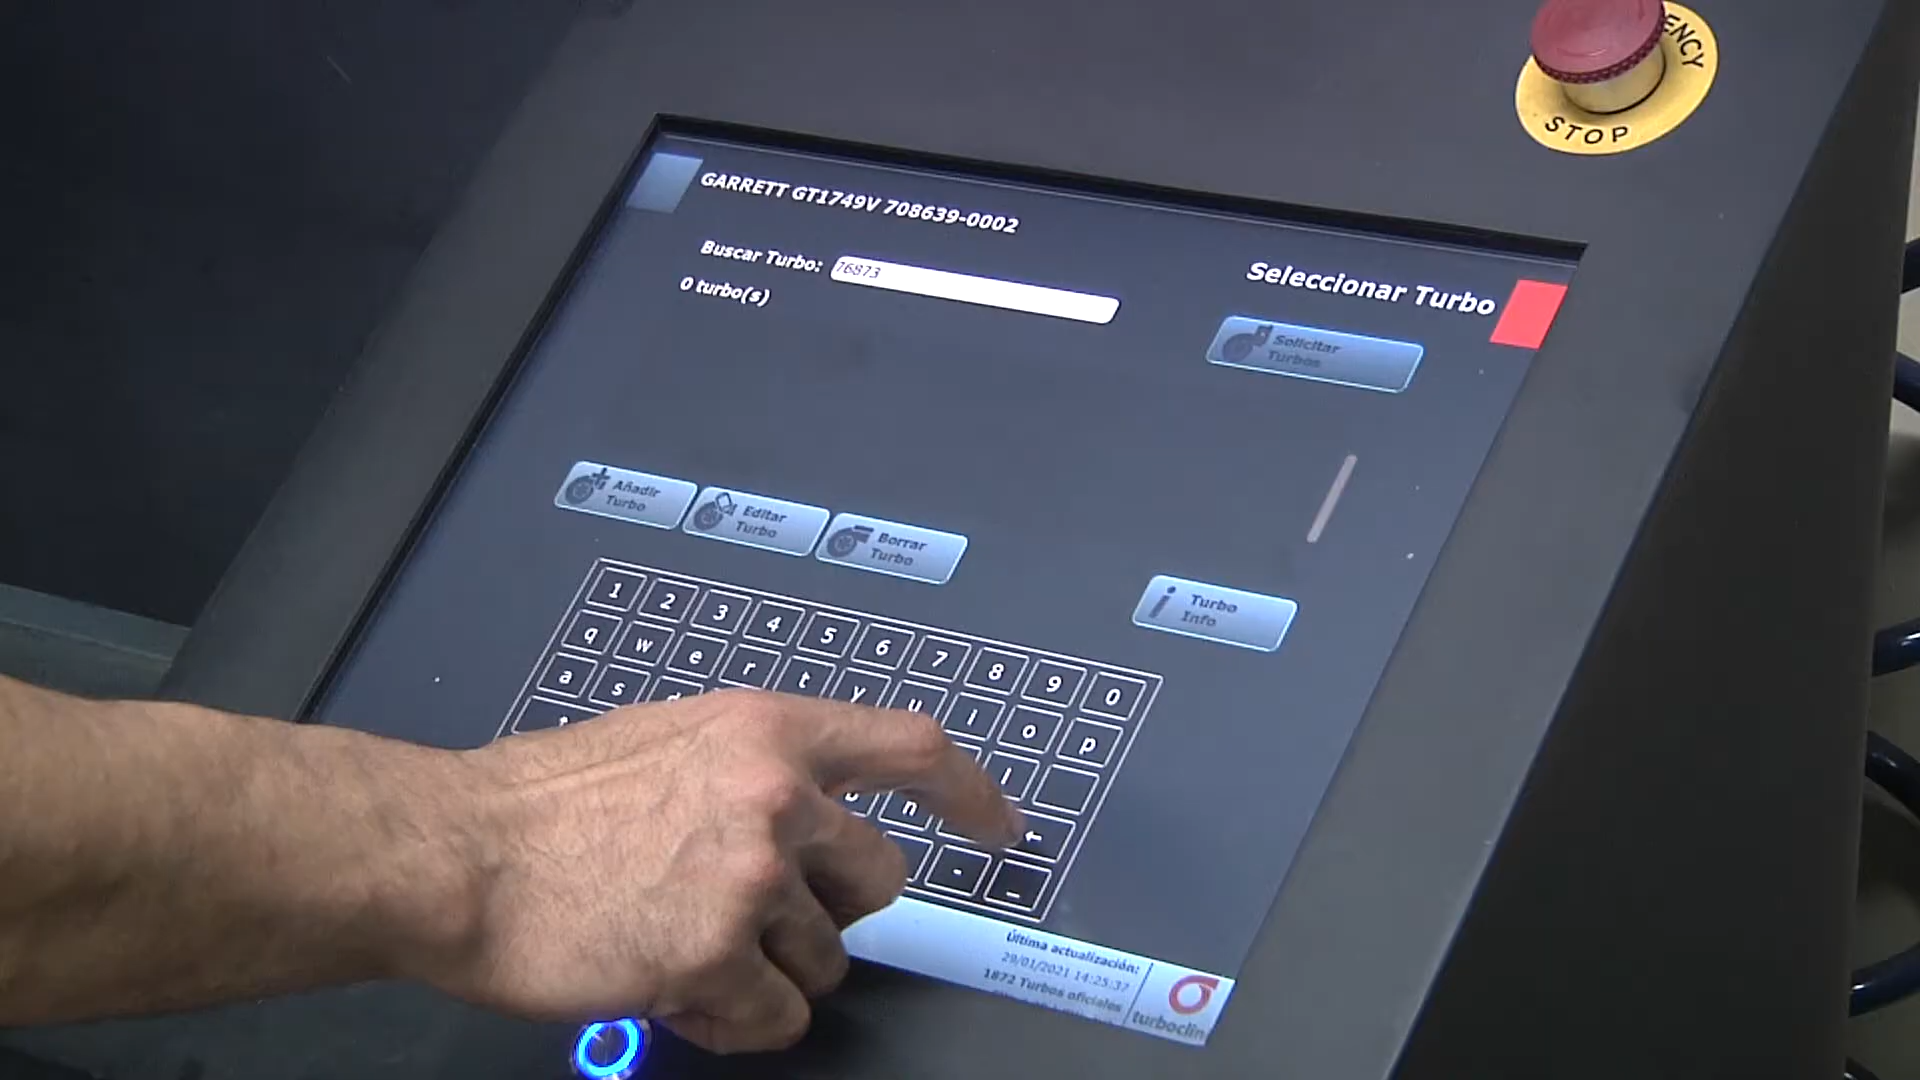 ENCY
STOP
GARRETT GT1749V 708639-0002
Buscar Turbo: 76873
0 turbo(s)
Seleccionar Turbo
Solicitar
Turbos
Añadir
Turbo
Editar
Turbo
Borrar
Turbo
Turbo
Info
1 2 3 4 5 6 7 8 9 0
q w e r t y u i o p
a s d l
n ←
- _
Última actualización:
29/01/2021 14:25:37
1872 Turbos oficiales
turboclin